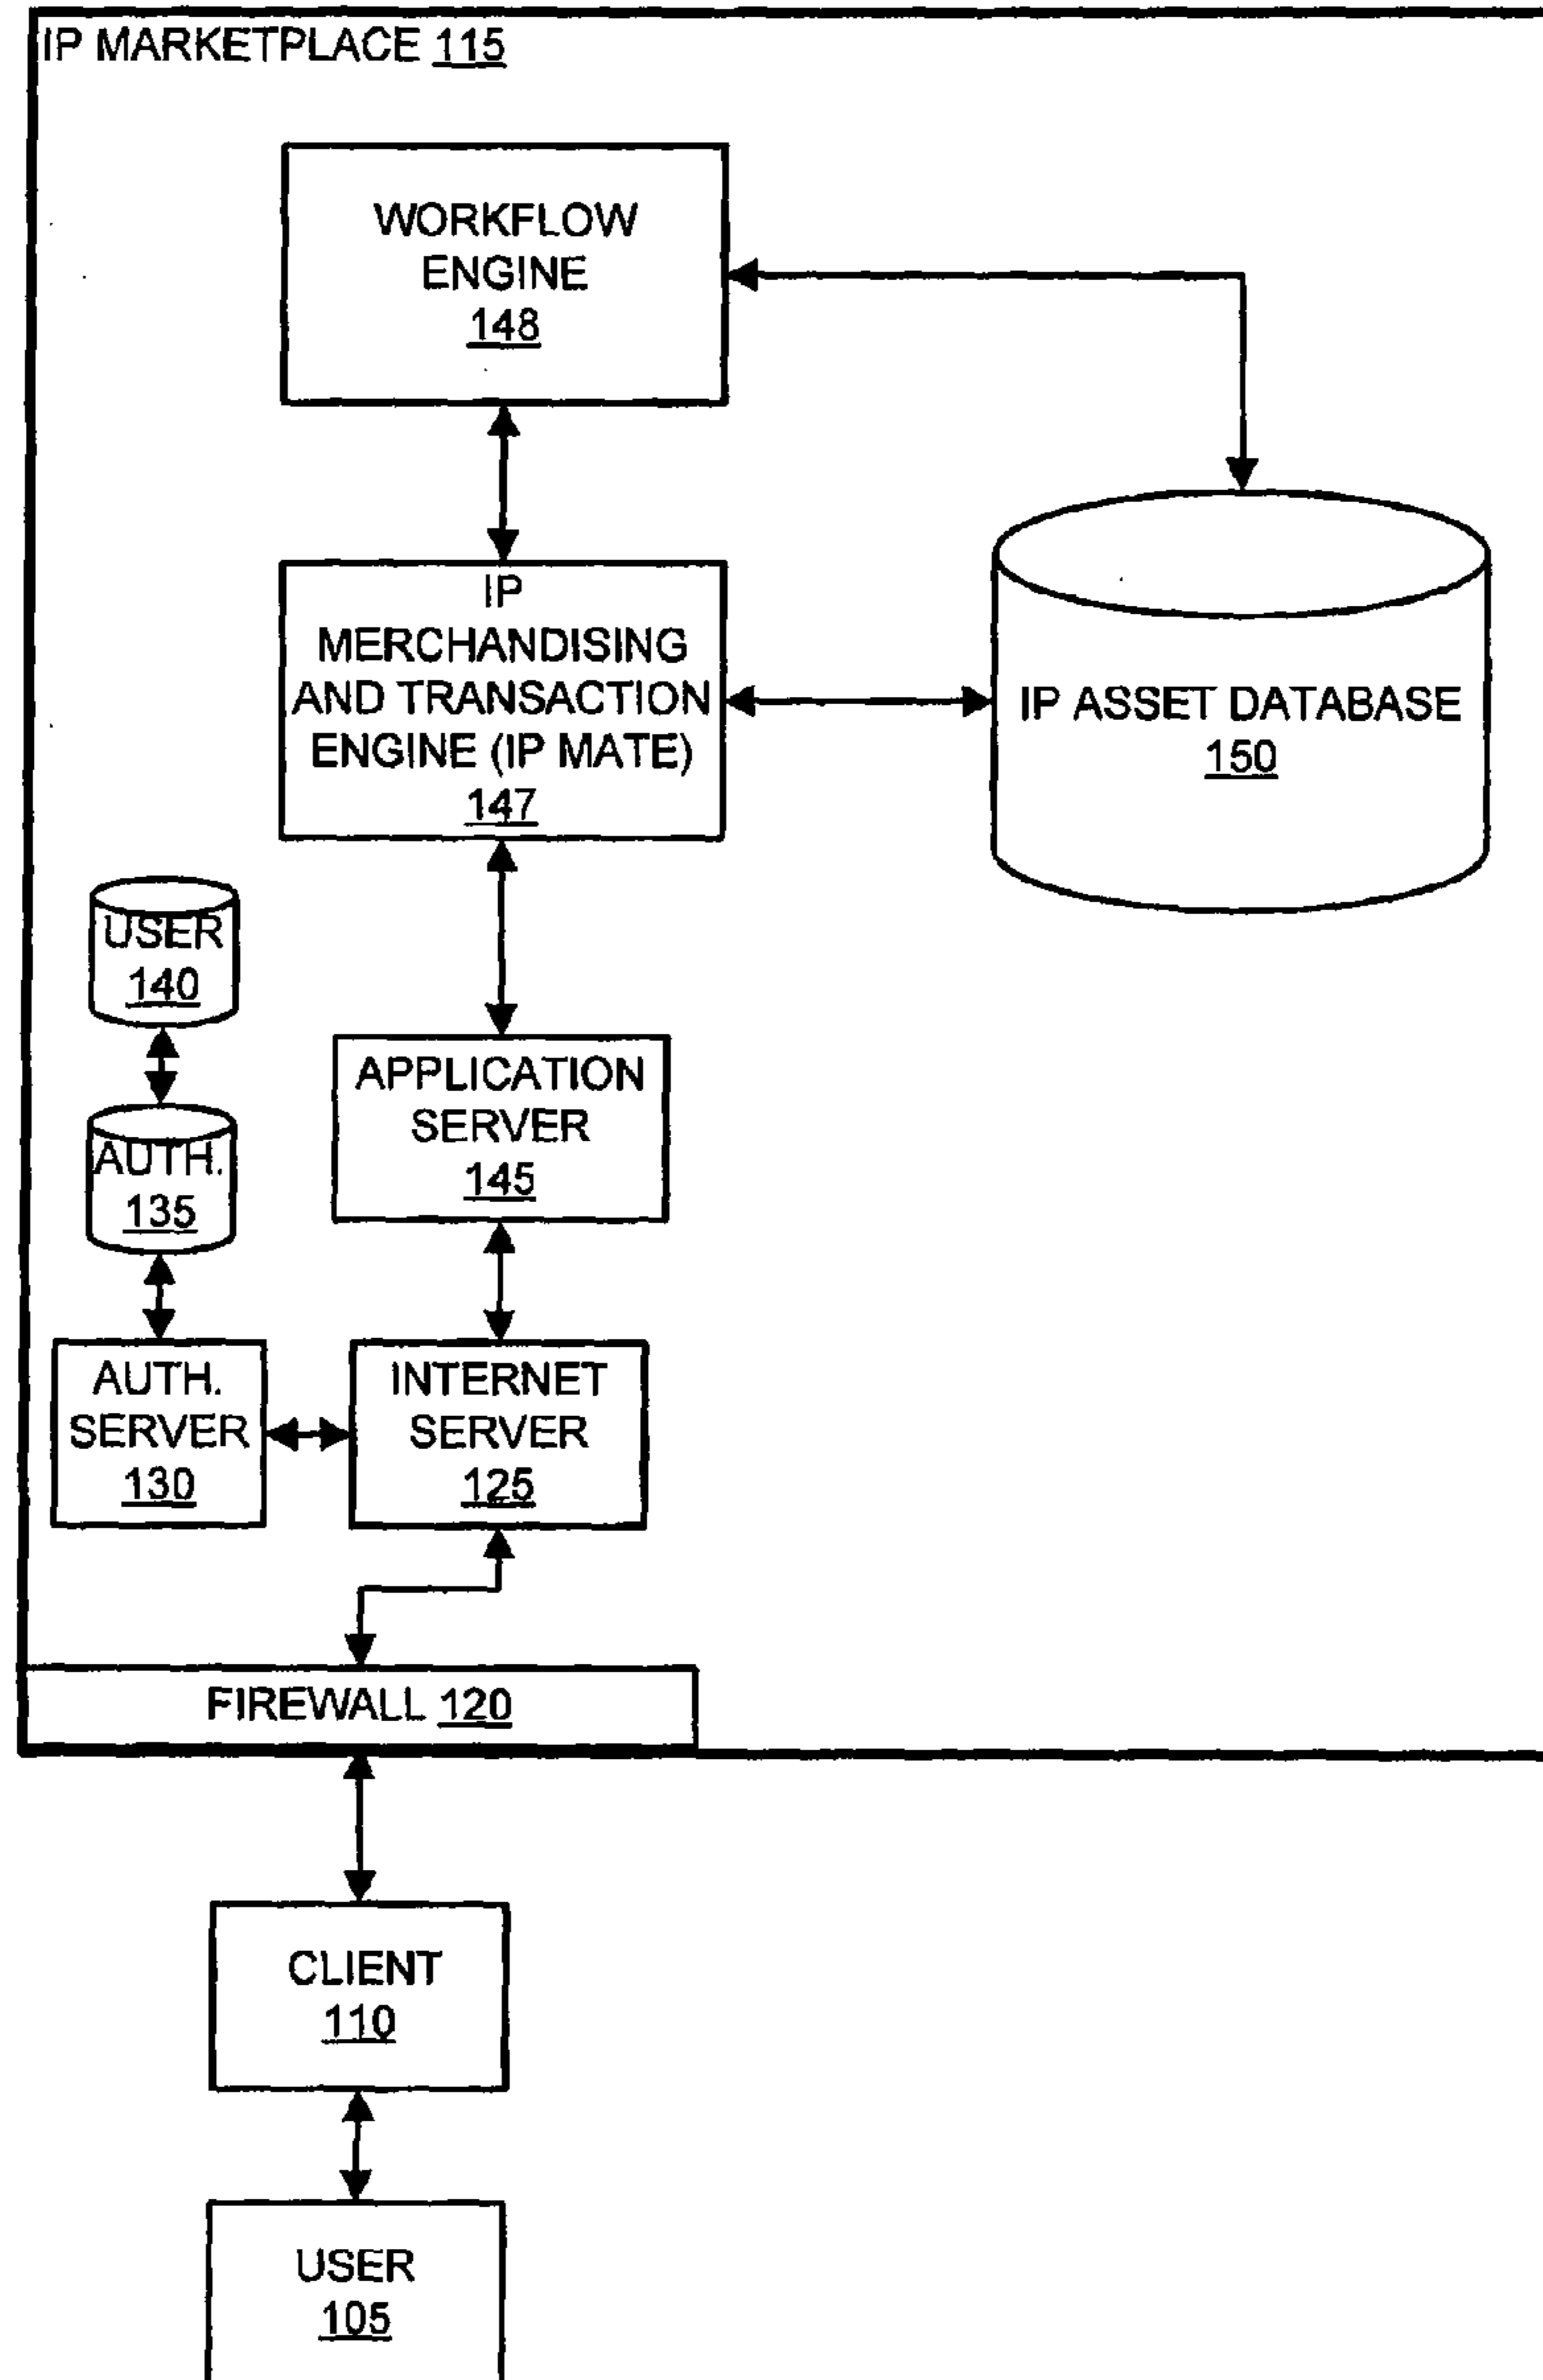 IP MARKETPLACE 115
WORKFLOW
ENGINE
148
IP
MERCHANDISING
AND TRANSACTION
ENGINE (IP MATE)
147
IP ASSET DATABASE
150
USER
140
AUTH.
135
APPLICATION
SERVER
145
AUTH.
SERVER
130
INTERNET
SERVER
125
FIREWALL 120
CLIENT
110
USER
105